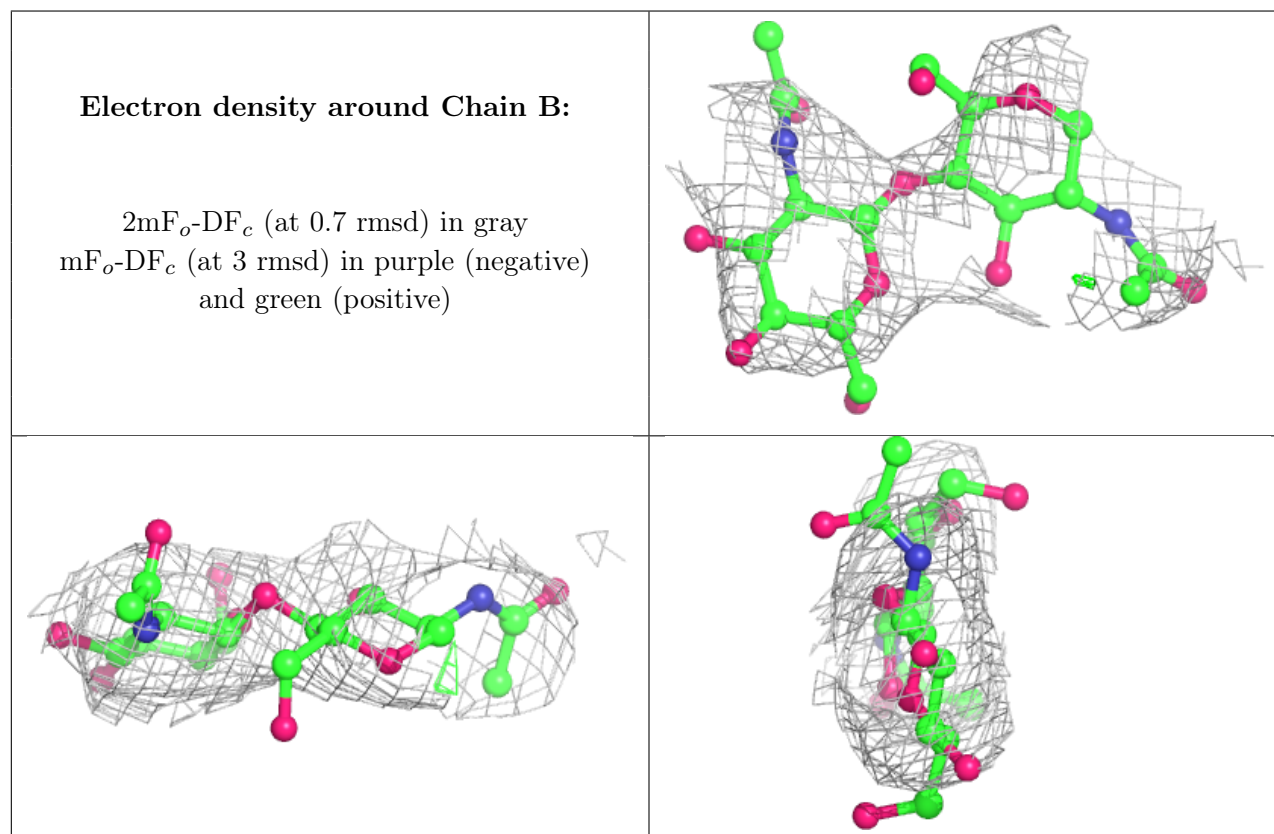 Electron density around Chain B:
2mFₒ-DF𝒸 (at 0.7 rmsd) in gray
mFₒ-DF𝒸 (at 3 rmsd) in purple (negative)
and green (positive)